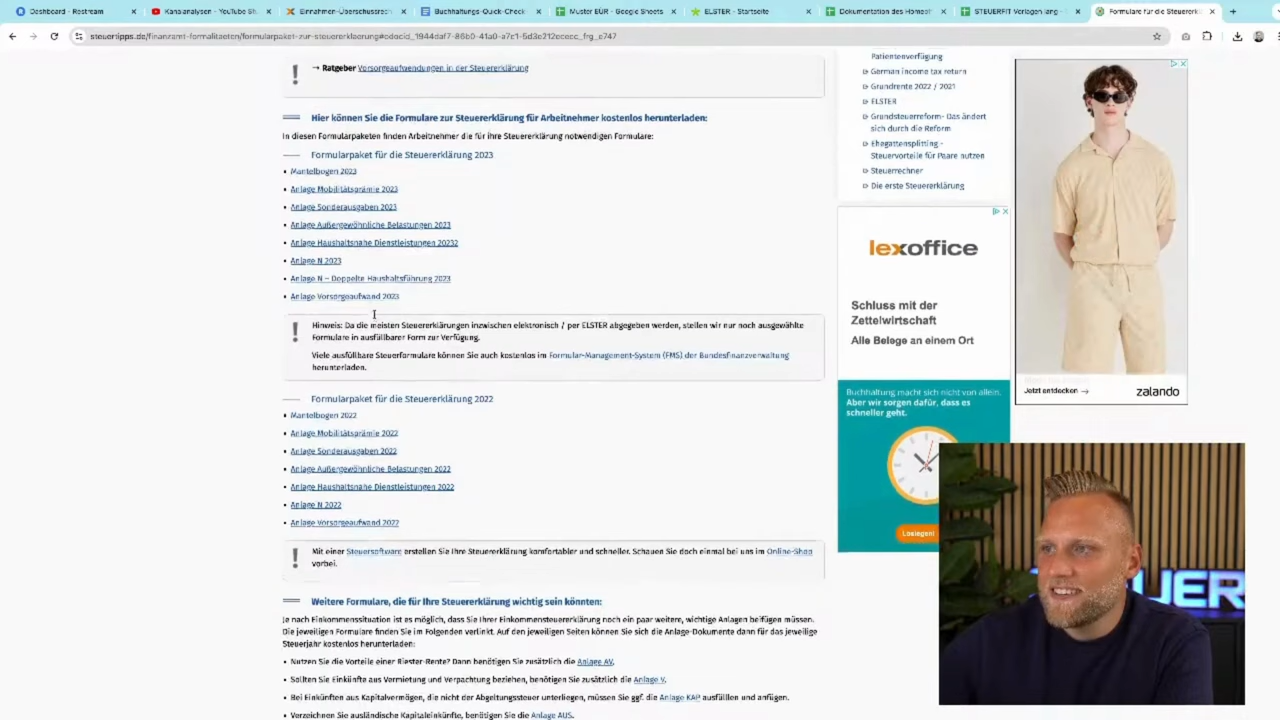 Dashboard - Restream
Kanalanalysen - YouTube St
Einnahmen-Überschussrech
Buchhaltungs-Quick-Check
Muster EÜR - Google Sheets
ELSTER - Startseite
Dokumentation des Homeof
STEUERFIT Vorlagen lang -
Formulare für die Steuererkl
steuertipps.de/finanzamt-formalitaeten/formularpaket-zur-steuererklaerung
→ Ratgeber Vorsorgeaufwendungen in der Steuererklärung
Hier können Sie die Formulare zur Steuererklärung für Arbeitnehmer kostenlos herunterladen:
In diesen Formularpaketen finden Arbeitnehmer die für ihre Steuererklärung notwendigen Formulare:
Formularpaket für die Steuererklärung 2023
Mantelbogen 2023
Anlage Mobilitätsprämie 2023
Anlage Sonderausgaben 2023
Anlage Außergewöhnliche Belastungen 2023
Anlage Haushaltsnahe Dienstleistungen 20232
Anlage N 2023
Anlage N – Doppelte Haushaltsführung 2023
Anlage Vorsorgeaufwand 2023
Hinweis: Da die meisten Steuererklärungen inzwischen elektronisch / per ELSTER abgegeben werden, stellen wir nur noch ausgewählte
Formulare in ausfüllbarer Form zur Verfügung.
Viele ausfüllbare Steuerformulare können Sie auch kostenlos im Formular-Management-System (FMS) der Bundesfinanzverwaltung
herunterladen.
Formularpaket für die Steuererklärung 2022
Mantelbogen 2022
Anlage Mobilitätsprämie 2022
Anlage Sonderausgaben 2022
Anlage Außergewöhnliche Belastungen 2022
Anlage Haushaltsnahe Dienstleistungen 2022
Anlage N 2022
Anlage Vorsorgeaufwand 2022
Mit einer Steuersoftware erstellen Sie Ihre Steuererklärung komfortabler und schneller. Schauen Sie doch einmal bei uns im Online-Shop
vorbei.
Weitere Formulare, die für Ihre Steuererklärung wichtig sein könnten:
Je nach Einkommenssituation ist es möglich, dass Sie Ihrer Einkommensteuererklärung noch ein paar weitere, wichtige Anlagen beifügen müssen.
Die jeweiligen Formulare finden Sie im Folgenden verlinkt. Auf den jeweiligen Seiten können Sie sich die Anlage-Dokumente dann für das jeweilige
Steuerjahr kostenlos herunterladen:
Nutzen Sie die Vorteile einer Riester-Rente? Dann benötigen Sie zusätzlich die Anlage AV.
Sollten Sie Einkünfte aus Vermietung und Verpachtung beziehen, benötigen Sie zusätzlich die Anlage V.
Bei Einkünften aus Kapitalvermögen, die nicht der Abgeltungssteuer unterliegen, müssen Sie ggf. die Anlage KAP ausfüllen und anfügen.
Verzeichnen Sie ausländische Kapitaleinkünfte, benötigen Sie die Anlage AUS.
Patientenverfügung
German income tax return
Grundrente 2022 / 2021
ELSTER
Grundsteuerreform- Das ändert
sich durch die Reform
Ehegattensplitting -
Steuervorteile für Paare nutzen
Steuerrechner
Die erste Steuererklärung
lexoffice
Schluss mit der
Zettelwirtschaft
Alle Belege an einem Ort
Buchhaltung macht sich nicht von allein.
Aber wir sorgen dafür, dass es
schneller geht.
Loslegen!
Jetzt entdecken →
zalando
UER